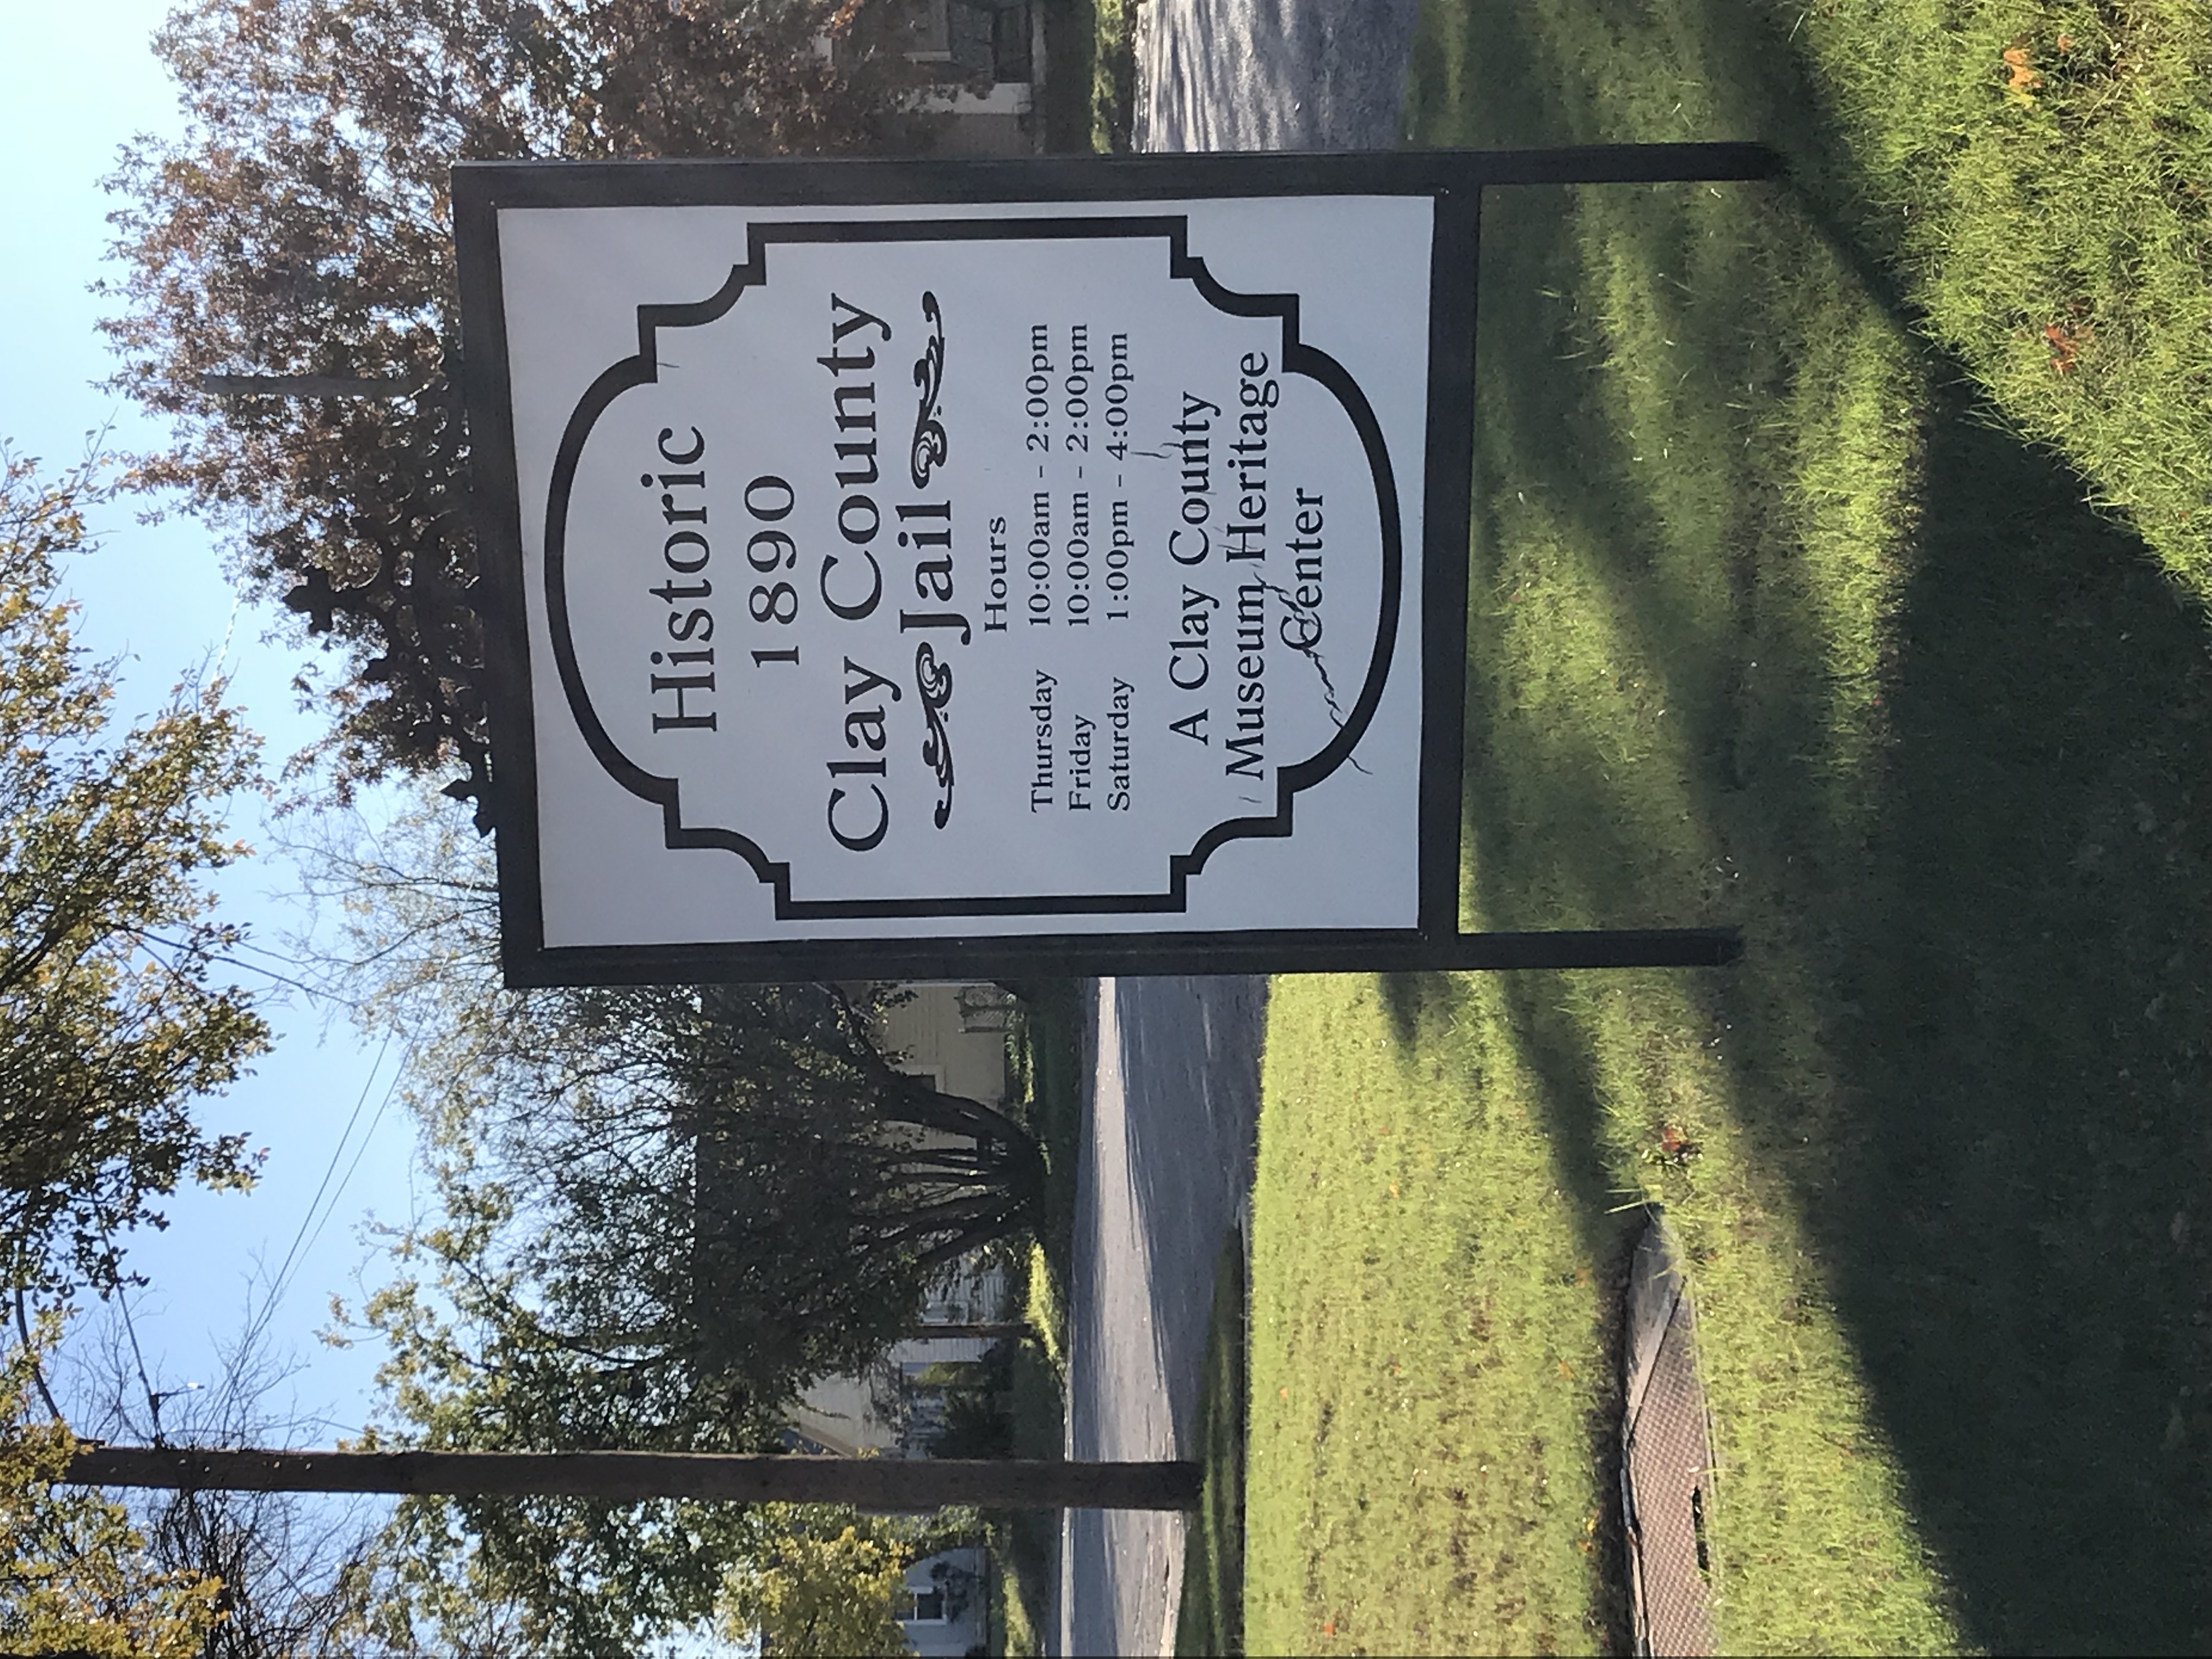 Historic
1890
Clay County
Jail
Hours
Thursday 10:00am - 2:00pm
Friday 10:00am - 2:00pm
Saturday 1:00pm - 4:00pm
A Clay County
Museum Heritage
Center